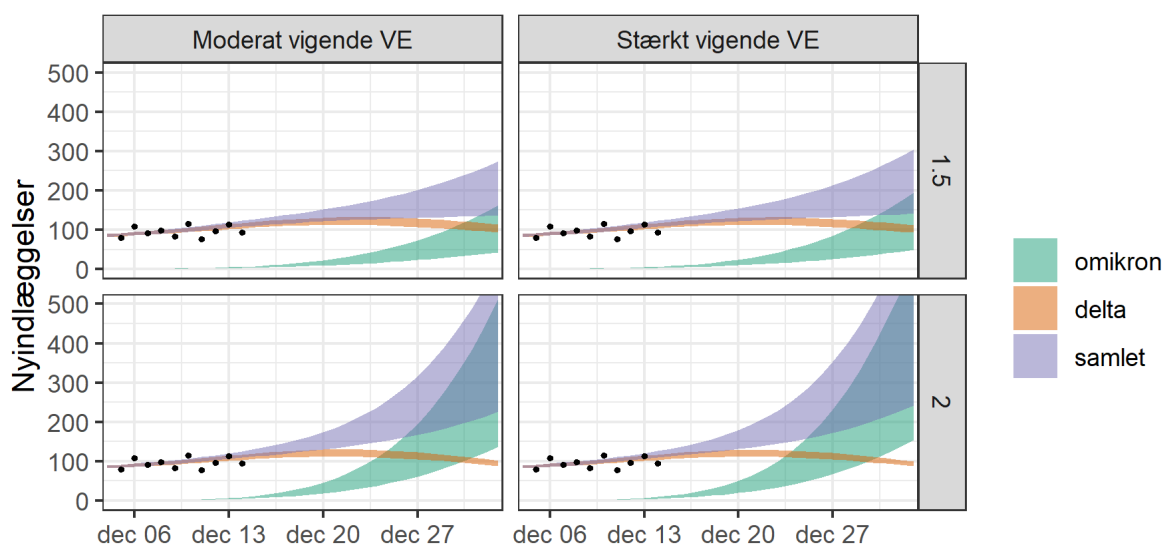 Moderat vigende VE
Stærkt vigende VE
Nyindlæggelser
500
400
300
200
100
0
1.5
500
400
300
200
100
0
2
dec 06
dec 13
dec 20
dec 27
dec 06
dec 13
dec 20
dec 27
omikron
delta
samlet